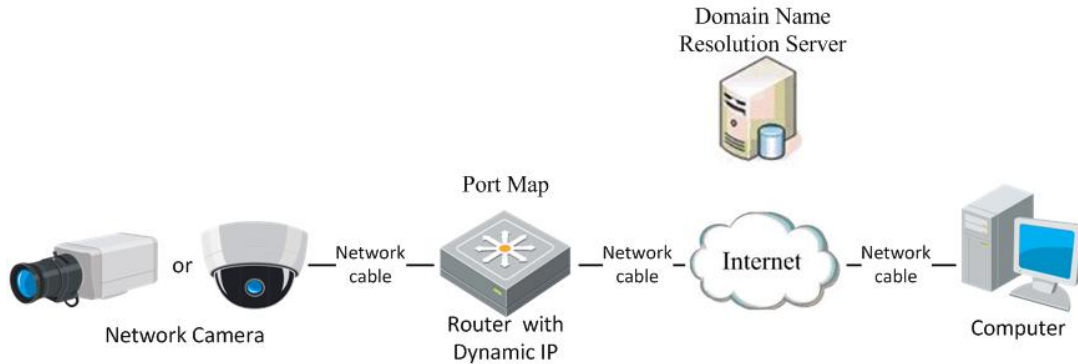 Domain Name
Resolution Server
Port Map
or
Network
cable
Network
cable
Internet
Network
cable
Network Camera
Router with
Dynamic IP
Computer